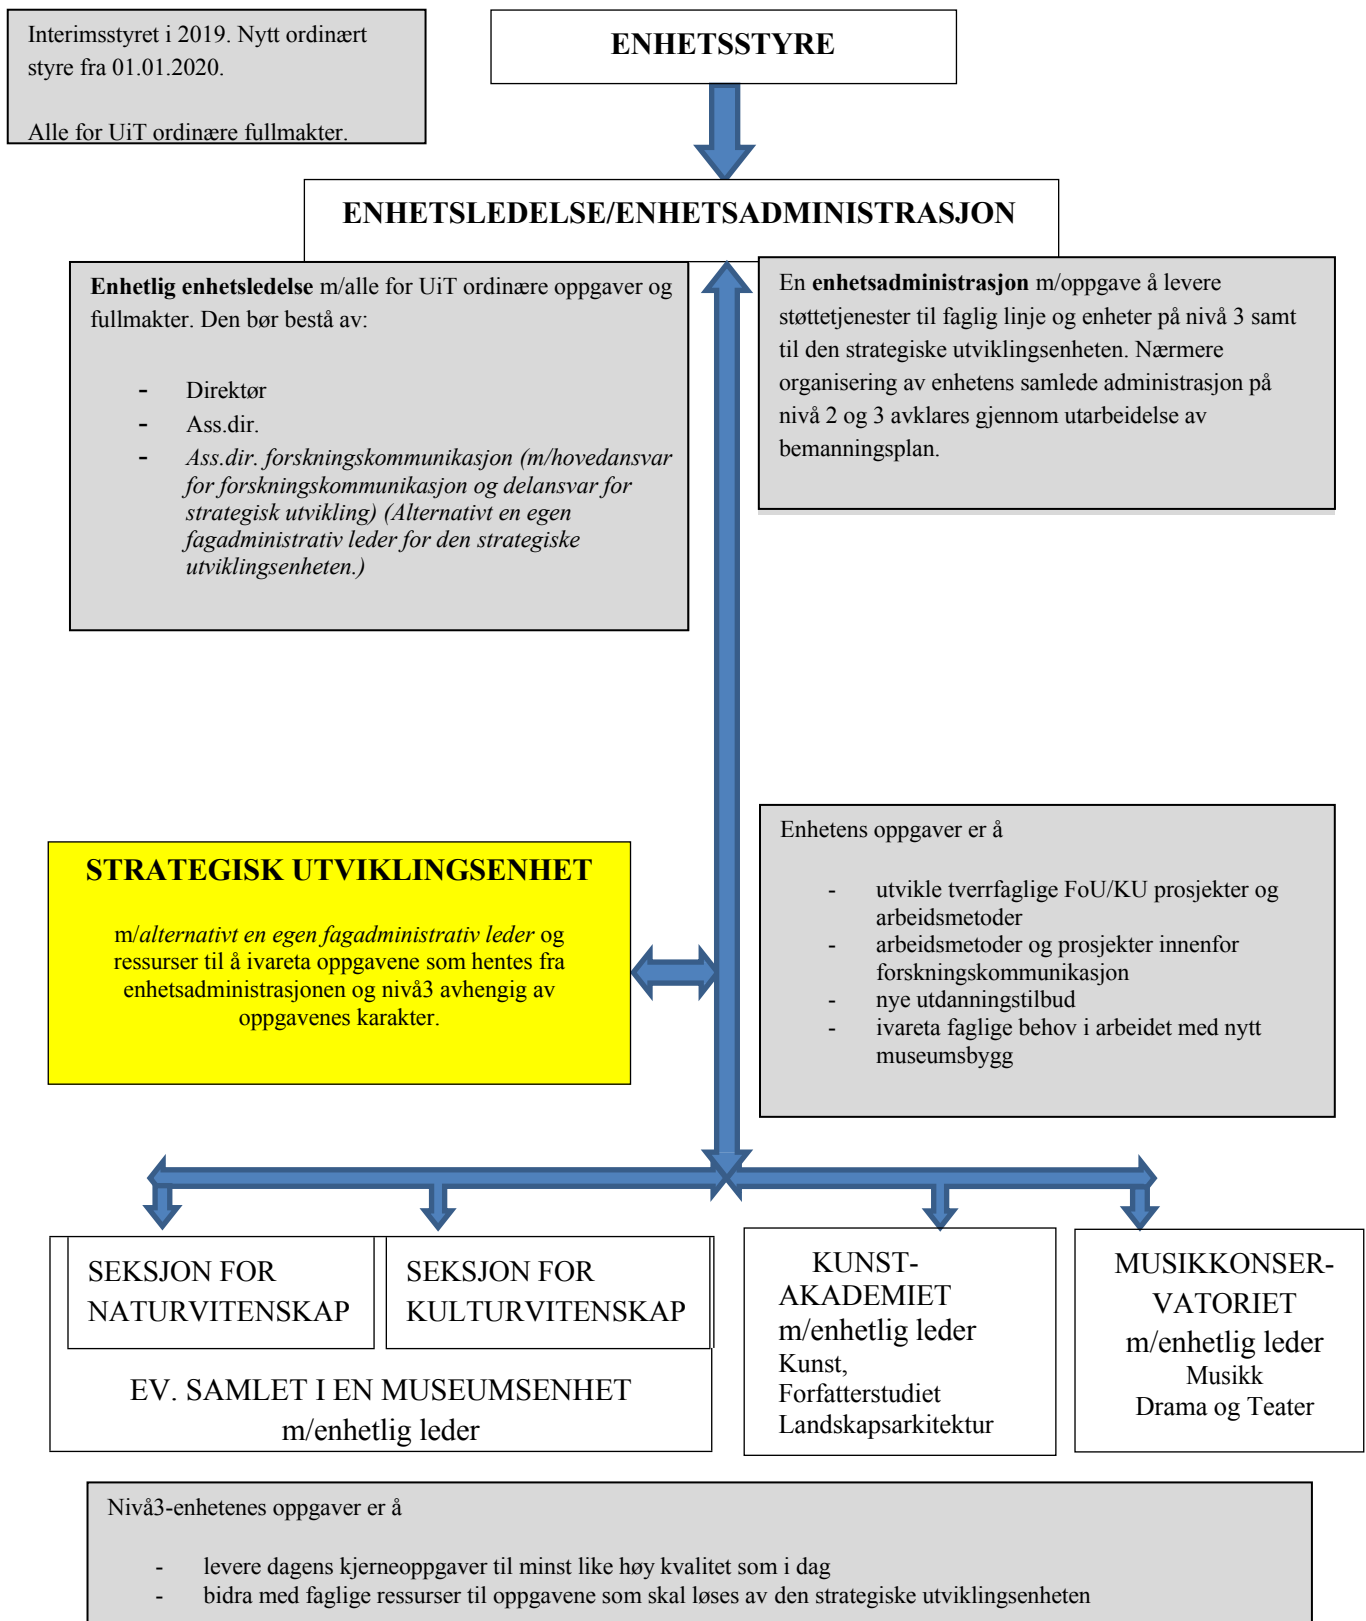 Interimsstyret i 2019. Nytt ordinært
styre fra 01.01.2020.
Alle for UiT ordinære fullmakter.
ENHETSSTYRE
ENHETSLEDELSE/ENHETSADMINISTRASJON
Enhetlig enhetsledelse m/alle for UiT ordinære oppgaver og
fullmakter. Den bør bestå av:
- Direktør
- Ass.dir.
- Ass.dir. forskningskommunikasjon (m/hovedansvar
for forskningskommunikasjon og delansvar for
strategisk utvikling) (Alternativt en egen
fagadministrativ leder for den strategiske
utviklingsenheten.)
En enhetsadministrasjon m/oppgave å levere
støttetjenester til faglig linje og enheter på nivå 3 samt
til den strategiske utviklingsenheten. Nærmere
organisering av enhetens samlede administrasjon på
nivå 2 og 3 avklares gjennom utarbeidelse av
bemanningsplan.
STRATEGISK UTVIKLINGSENHET
m/alternativt en egen fagadministrativ leder og
ressurser til å ivareta oppgavene som hentes fra
enhetsadministrasjonen og nivå3 avhengig av
oppgavenes karakter.
Enhetens oppgaver er å
- utvikle tverrfaglige FoU/KU prosjekter og
arbeidsmetoder
- arbeidsmetoder og prosjekter innenfor
forskningskommunikasjon
- nye utdanningstilbud
- ivareta faglige behov i arbeidet med nytt
museumsbygg
SEKSJON FOR
NATURVITENSKAP
SEKSJON FOR
KULTURVITENSKAP
EV. SAMLET I EN MUSEUMSENHET
m/enhetlig leder
KUNST-
AKADEMIET
m/enhetlig leder
Kunst,
Forfatterstudiet
Landskapsarkitektur
MUSIKKONSER-
VATORIET
m/enhetlig leder
Musikk
Drama og Teater
Nivå3-enhetenes oppgaver er å
- levere dagens kjerneoppgaver til minst like høy kvalitet som i dag
- bidra med faglige ressurser til oppgavene som skal løses av den strategiske utviklingsenheten